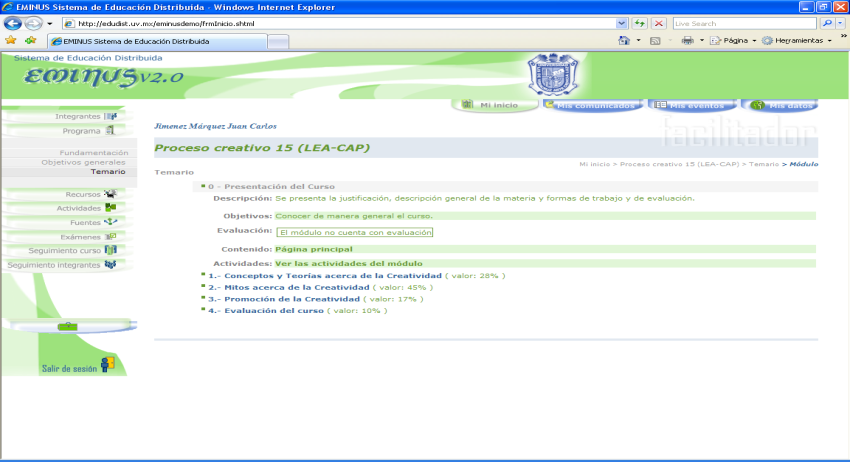 EMINUS Sistema de Educación Distribuida - Windows Internet Explorer
http://edudist.uv.mx/eminusdemo/frmInicio.shtml
Live Search
EMINUS Sistema de Educación Distribuida
Página
Herramientas
Sistema de Educación Distribuida
eminus v2.0
Mi inicio
Mis comunicados
Mis eventos
Mis datos
facilitador
Integrantes
Programa
Fundamentación
Objetivos generales
Temario
Recursos
Actividades
Fuentes
Exámenes
Seguimiento curso
Seguimiento integrantes
Salir de sesión
Jimenez Márquez Juan Carlos
Proceso creativo 15 (LEA-CAP)
Mi inicio > Proceso creativo 15 (LEA-CAP) > Temario > Módulo
Temario
0 - Presentación del Curso
Descripción: Se presenta la justificación, descripción general de la materia y formas de trabajo y de evaluación.
Objetivos: Conocer de manera general el curso.
Evaluación: El módulo no cuenta con evaluación
Contenido: Página principal
Actividades: Ver las actividades del módulo
1.- Conceptos y Teorías acerca de la Creatividad ( valor: 28% )
2.- Mitos acerca de la Creatividad ( valor: 45% )
3.- Promoción de la Creatividad ( valor: 17% )
4.- Evaluación del curso ( valor: 10% )